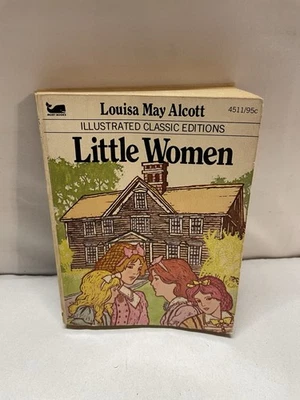 Louisa May Alcott
4511/95c
ILLUSTRATED CLASSIC EDITIONS
Little Women